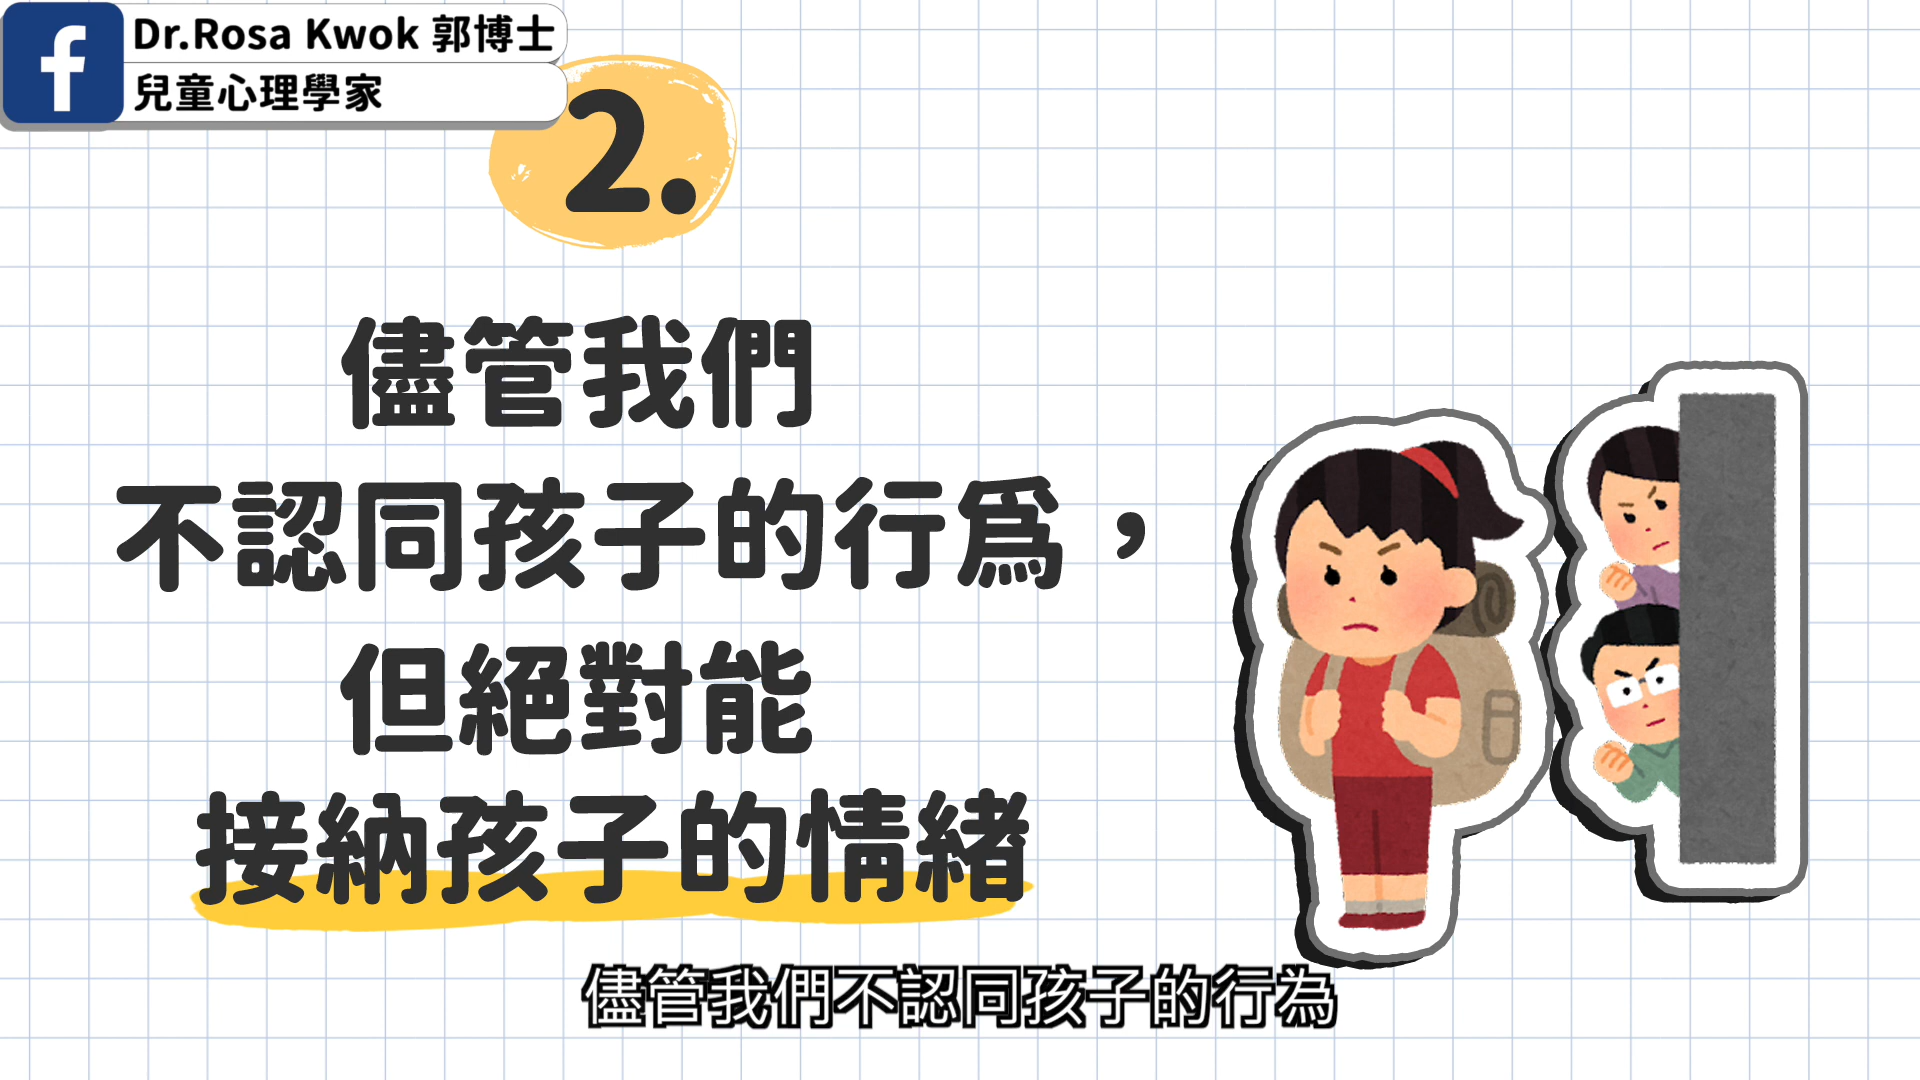 Dr.Rosa Kwok 郭博士
兒童心理學家
2.
儘管我們
不認同孩子的行爲，
但絕對能
接納孩子的情緒
儘管我們不認同孩子的行為